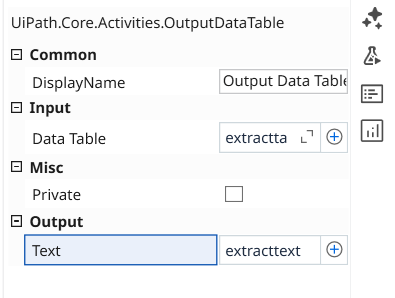 UiPath.Core.Activities.OutputDataTable
Common
DisplayName Output Data Table
Input
Data Table extractta
Misc
Private
Output
Text extracttext